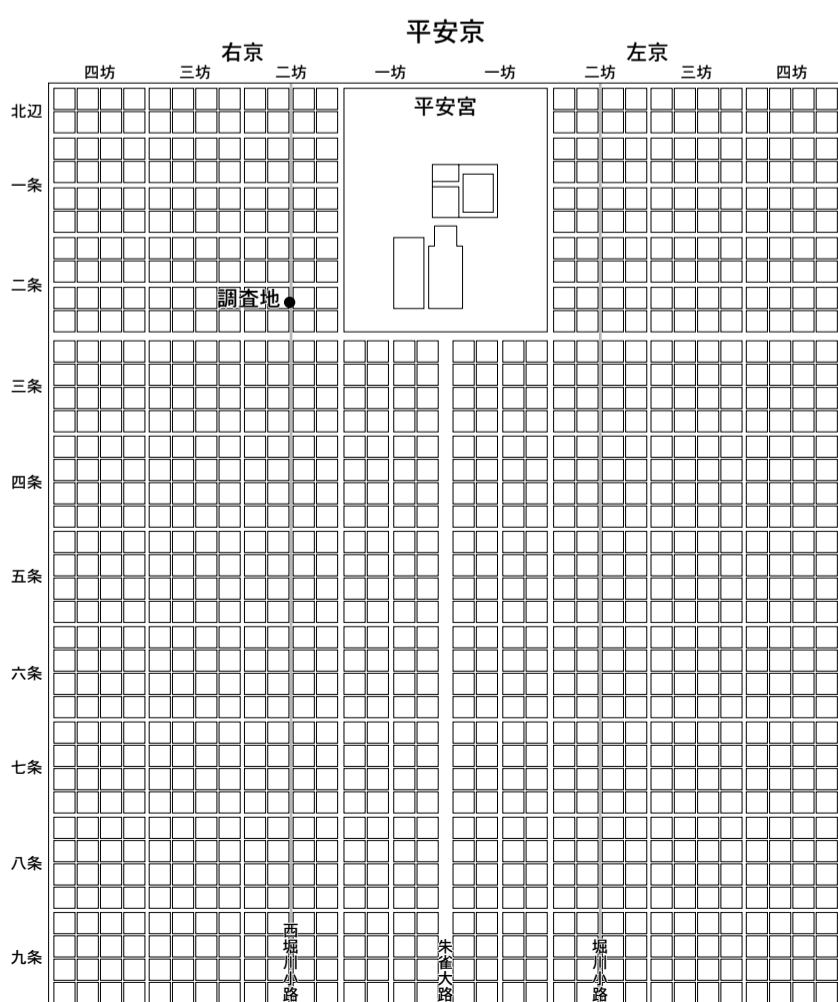 平安京
右京
左京
四坊
三坊
二坊
一坊
一坊
二坊
三坊
四坊
平安宮
北辺
一条
二条
調査地
三条
四条
五条
六条
七条
八条
九条
西堀川小路
朱雀大路
堀川小路